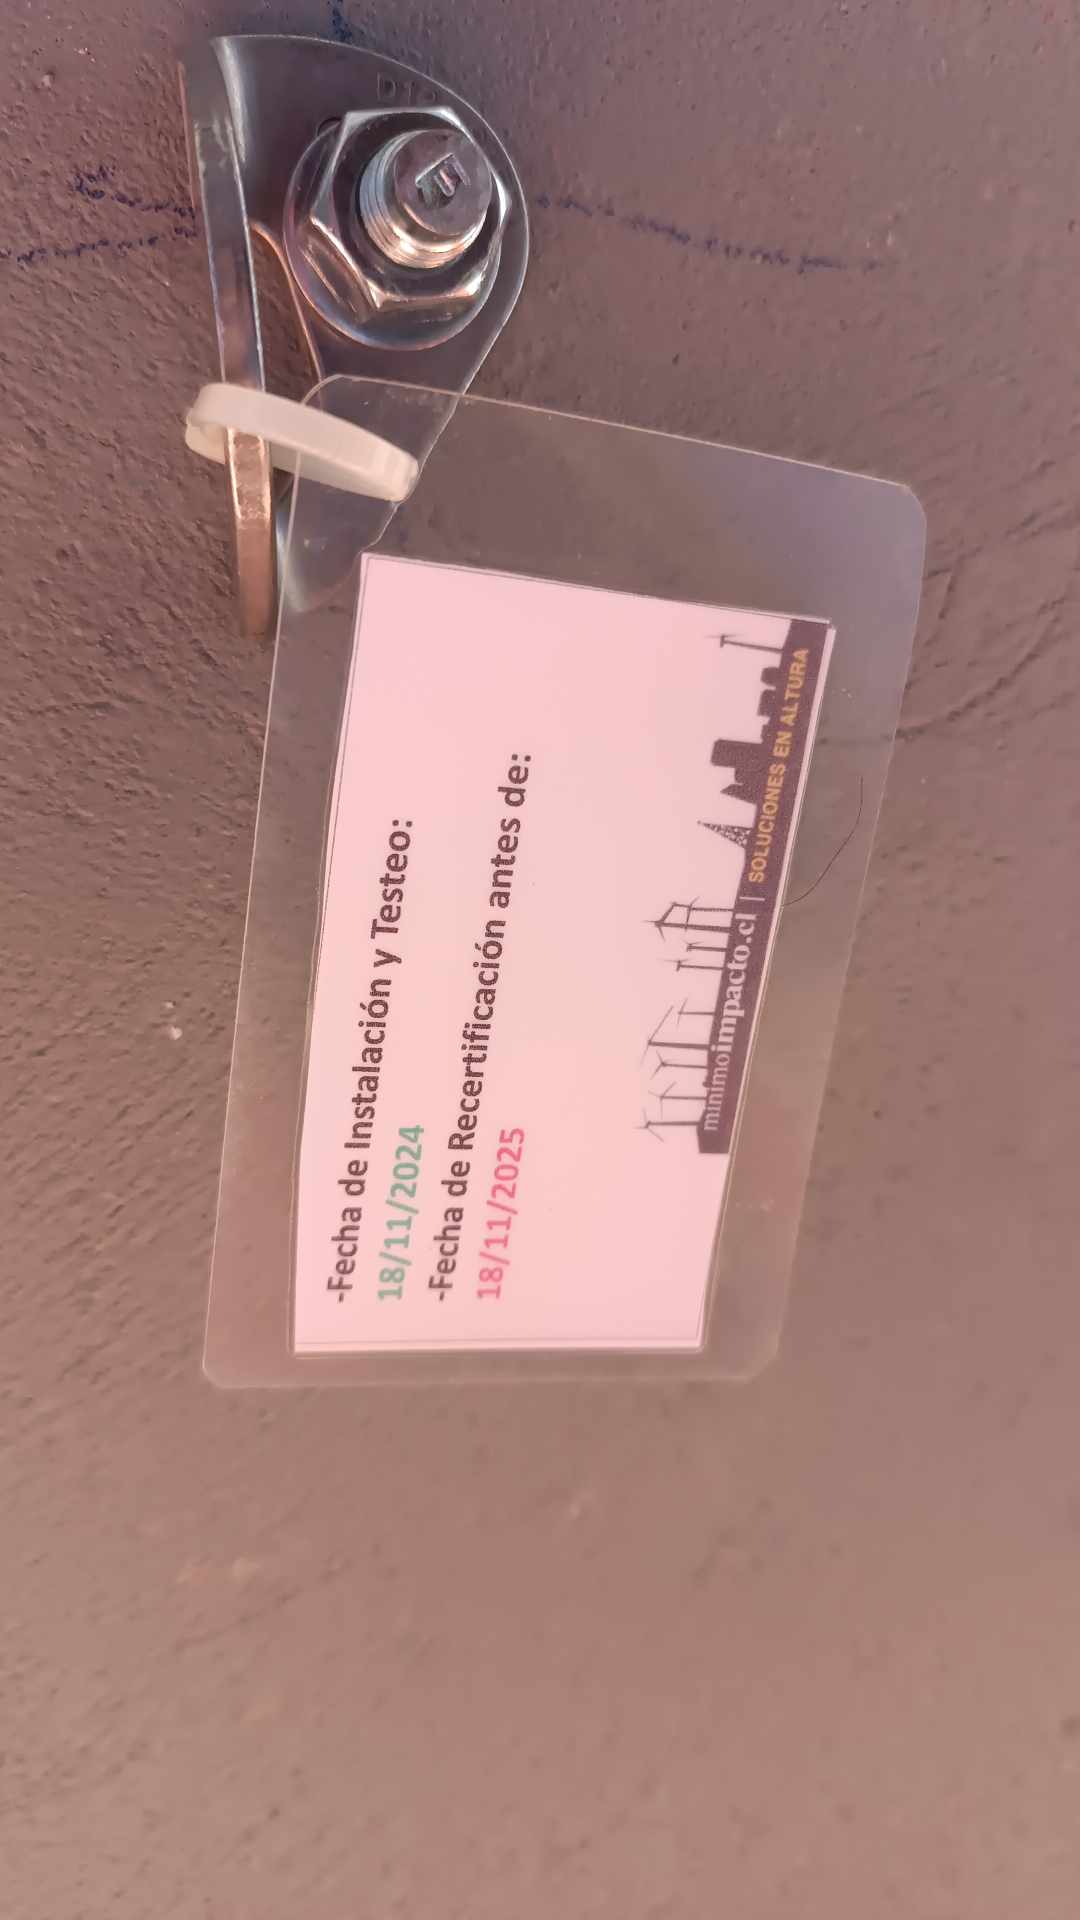 -Fecha de Instalación y Testeo:
18/11/2024
-Fecha de Recertificación antes de:
18/11/2025
minimoimpacto.cl | SOLUCIONES EN ALTURA